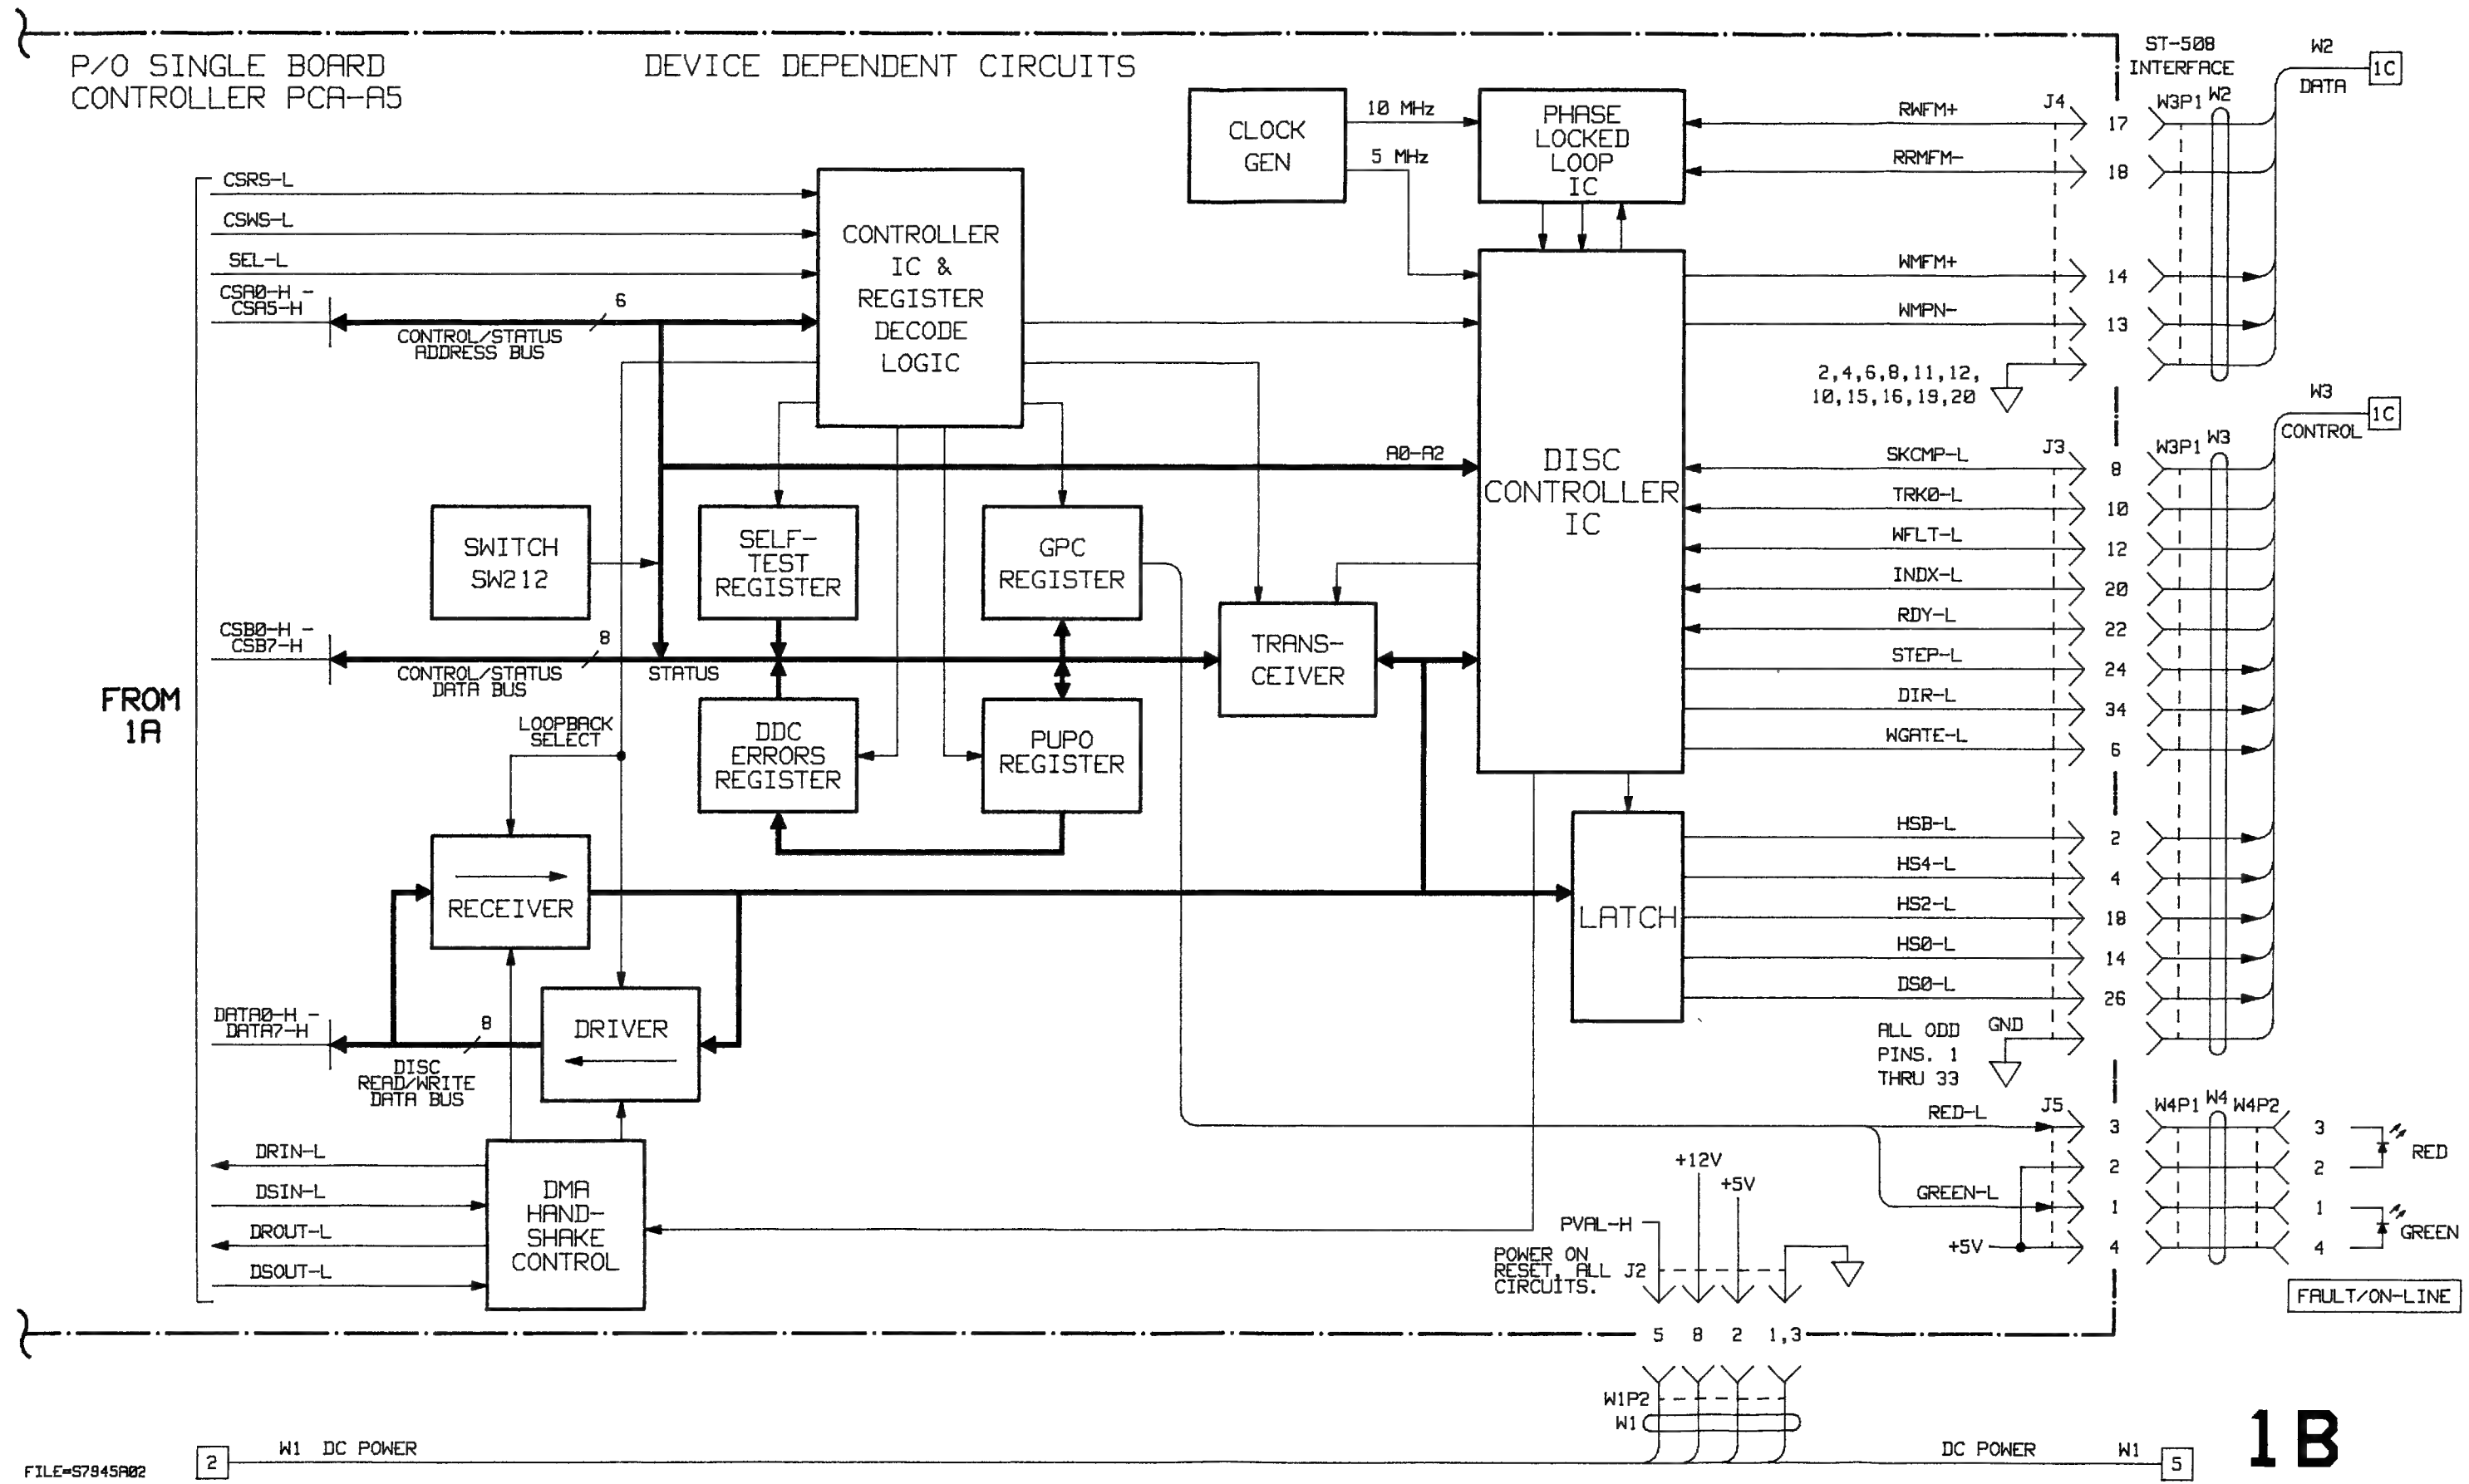 P/O SINGLE BOARD
CONTROLLER PCA-A5
DEVICE DEPENDENT CIRCUITS
ST-508
INTERFACE
W2
1C
DATA
CLOCK
GEN
10 MHz
5 MHz
PHASE
LOCKED
LOOP
IC
RWFM+
RRMFM-
WMFM+
WMPN-
J4
17
18
14
13
W3P1
W2
2,4,6,8,11,12,
10,15,16,19,20
CSRS-L
CSWS-L
SEL-L
CSA0-H -
CSA5-H
6
CONTROL/STATUS
ADDRESS BUS
CONTROLLER
IC &
REGISTER
DECODE
LOGIC
W3
1C
CONTROL
A0-A2
DISC
CONTROLLER
IC
SKCMP-L
TRK0-L
WFLT-L
INDX-L
RDY-L
STEP-L
DIR-L
WGATE-L
J3
8
10
12
20
22
24
34
6
W3P1
W3
SWITCH
SW212
SELF-
TEST
REGISTER
GPC
REGISTER
CSB0-H -
CSB7-H
8
CONTROL/STATUS
DATA BUS
STATUS
TRANS-
CEIVER
FROM
1A
LOOPBACK
SELECT
DDC
ERRORS
REGISTER
PUPO
REGISTER
RECEIVER
LATCH
HSB-L
HS4-L
HS2-L
HS0-L
DS0-L
2
4
18
14
26
ALL ODD
PINS. 1
THRU 33
GND
DATA0-H -
DATA7-H
8
DISC
READ/WRITE
DATA BUS
DRIVER
DRIN-L
DSIN-L
DROUT-L
DSOUT-L
DMA
HAND-
SHAKE
CONTROL
RED-L
GREEN-L
+5V
J5
3
2
1
4
W4P1
W4
W4P2
3
2
1
4
RED
GREEN
FAULT/ON-LINE
+12V
+5V
PVAL-H
POWER ON
RESET, ALL
CIRCUITS.
J2
5 8 2 1,3
W1P2
W1
2
W1 DC POWER
DC POWER
W1
5
1B
FILE=S7945A02